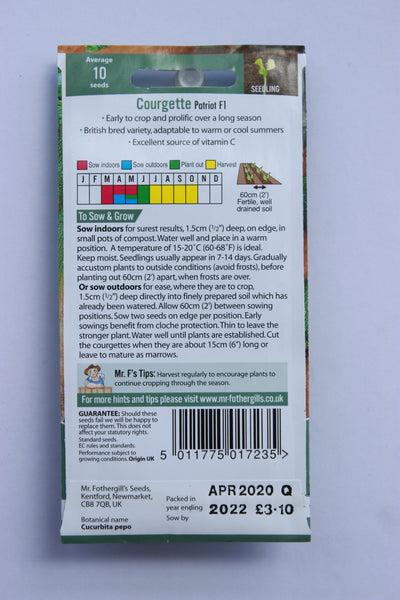 Average
10
seeds
SEEDLING
Courgette Patriot F1
• Early to crop and prolific over a long season
• British bred variety, adaptable to warm or cool summers
• Excellent source of vitamin C
Sow indoors Sow outdoors Plant out Harvest
J F M A M J J A S O N D
60cm (2')
Fertile, well
drained soil
To Sow & Grow
Sow indoors for surest results, 1.5cm (1/2") deep, on edge, in
small pots of compost. Water well and place in a warm
position. A temperature of 15-20˚C (60-68˚F) is ideal.
Keep moist. Seedlings usually appear in 7-14 days. Gradually
accustom plants to outside conditions (avoid frosts), before
planting out 60cm (2') apart, when frosts are over.
Or sow outdoors for ease, where they are to crop,
1.5cm (1/2") deep directly into finely prepared soil which has
already been watered. Allow 60cm (2') between sowing
positions. Sow two seeds on edge per position. Early
sowings benefit from cloche protection. Thin to leave the
stronger plant. Water well until plants are established. Cut
the courgettes when they are about 15cm (6") long or
leave to mature as marrows.
Mr. F's Tips: Harvest regularly to encourage plants to
continue cropping through the season.
For more hints and tips please visit www.mr-fothergills.co.uk
GUARANTEE: Should these
seeds fail we will be happy to
replace them. This does not
affect your statutory rights.
Standard seeds.
EC rules and standards.
Performance subject to
growing conditions. Origin UK
5 011775 017235 >
Mr. Fothergill's Seeds,
Kentford, Newmarket,
CB8 7QB, UK
Botanical name
Cucurbita pepo
Packed in
year ending
Sow by
APR 2020 Q
2022 £3·10